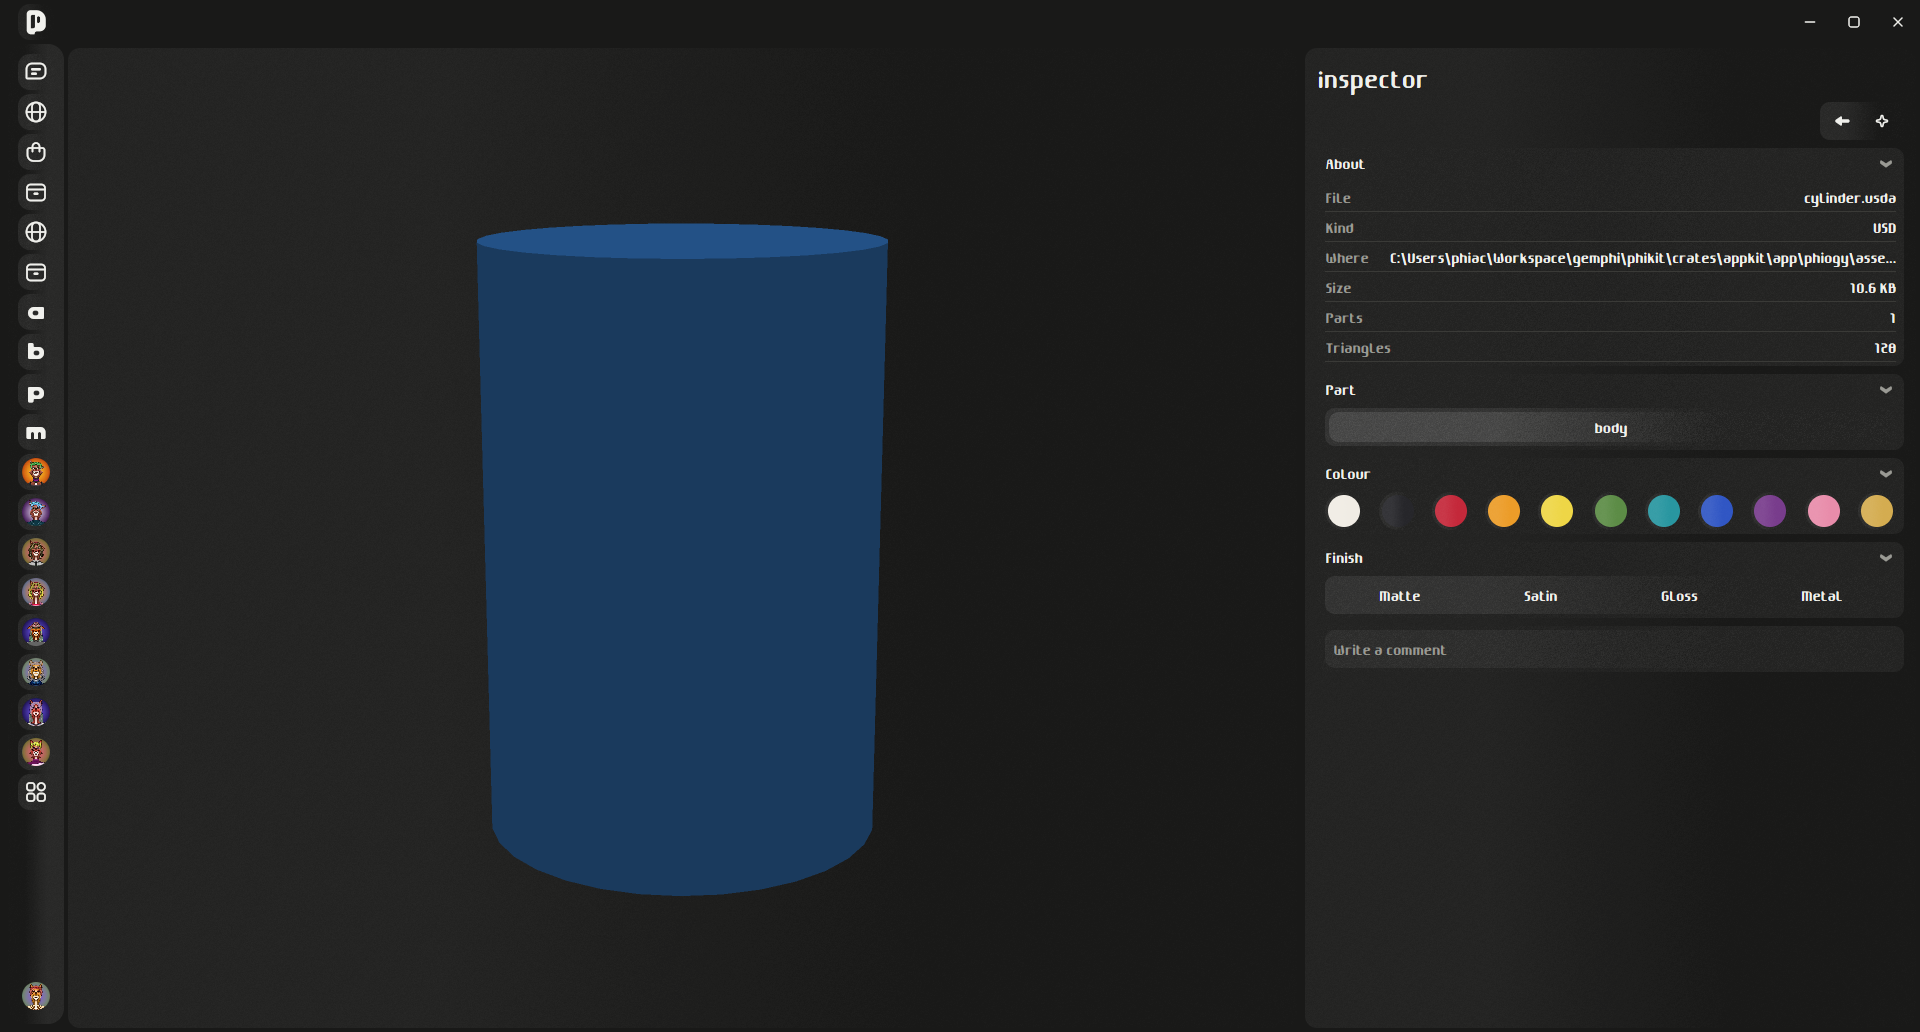 inspector
About
File cylinder.usda
Kind USD
Where C:\Users\phiac\Workspace\gemphi\phikit\crates\appkit\app\phiogy\asse...
Size 10.6 KB
Parts 1
Triangles 128
Part
body
Colour
Finish
Matte Satin Gloss Metal
Write a comment
a
b
p
m